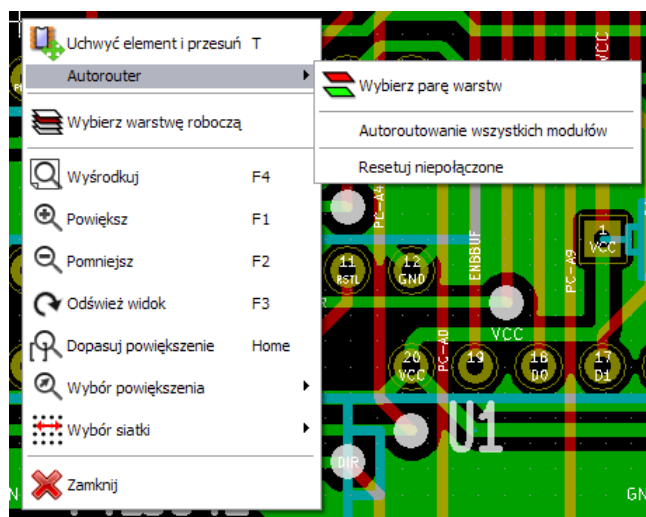 Uchwyć element i przesuń T
Autorouter
Wybierz warstwę roboczą
Wyśrodkuj F4
Powiększ F1
Pomniejsz F2
Odśwież widok F3
Dopasuj powiększenie Home
Wybór powiększenia
Wybór siatki
Zamknij
Wybierz parę warstw
Autoroutowanie wszystkich modułów
Resetuj niepołączone
VCC
PC-A4
11
RSTL
12
GND
ENBBUF
PC-A9
1
VCC
VCC
20
VCC
PC-A0
19
18
D0
17
D1
U1
DIR
GN